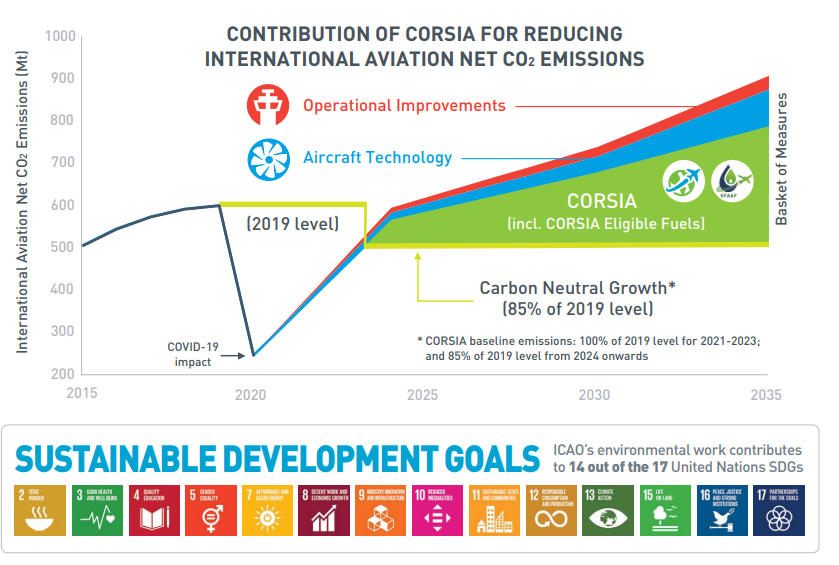 CONTRIBUTION OF CORSIA FOR REDUCING
INTERNATIONAL AVIATION NET CO2 EMISSIONS
International Aviation Net CO2 Emissions (Mt)
1000
900
800
700
600
500
400
300
200
Operational Improvements
Aircraft Technology
Basket of Measures
CORSIA
(incl. CORSIA Eligible Fuels)
GFAAF
(2019 level)
Carbon Neutral Growth*
(85% of 2019 level)
COVID-19
impact
* CORSIA baseline emissions: 100% of 2019 level for 2021-2023;
and 85% of 2019 level from 2024 onwards
2015
2020
2025
2030
2035
SUSTAINABLE DEVELOPMENT GOALS
ICAO’s environmental work contributes
to 14 out of the 17 United Nations SDGs
2 ZERO
HUNGER
3 GOOD HEALTH
AND WELL-BEING
4 QUALITY
EDUCATION
5 GENDER
EQUALITY
7 AFFORDABLE AND
CLEAN ENERGY
8 DECENT WORK AND
ECONOMIC GROWTH
9 INDUSTRY, INNOVATION
AND INFRASTRUCTURE
10 REDUCED
INEQUALITIES
11 SUSTAINABLE CITIES
AND COMMUNITIES
12 RESPONSIBLE
CONSUMPTION
AND PRODUCTION
13 CLIMATE
ACTION
15 LIFE
ON LAND
16 PEACE, JUSTICE
AND STRONG
INSTITUTIONS
17 PARTNERSHIPS
FOR THE GOALS